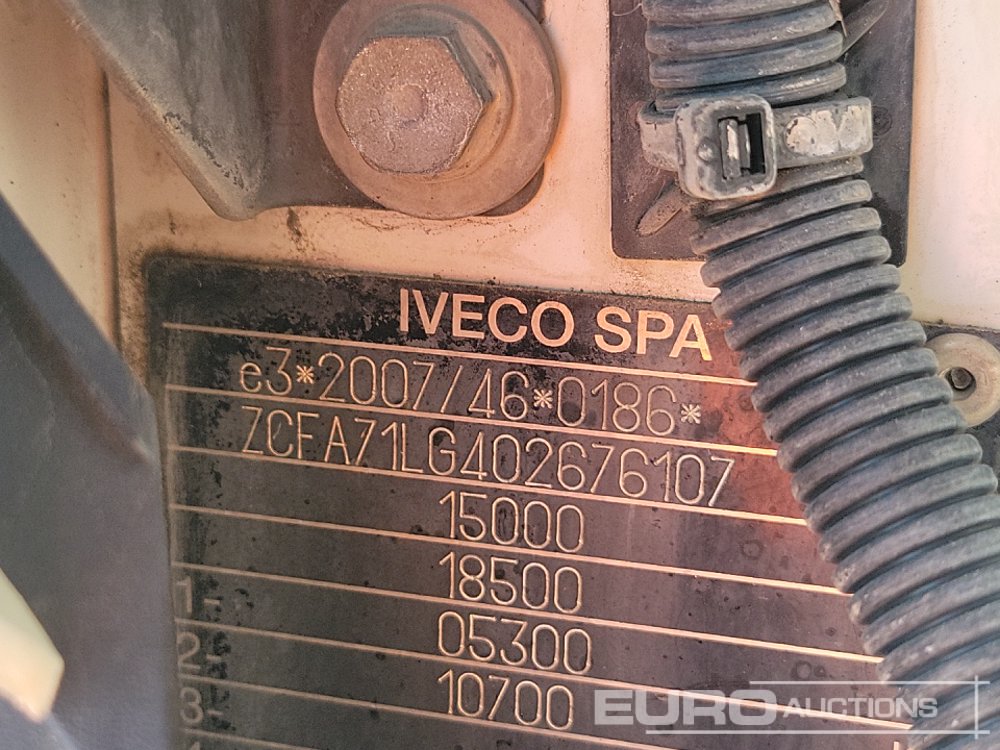 IVECO SPA
e3*2007/46*0186*
ZCFA71LG402676107
15000
18500
1- 05300
2- 10700
3-
EURO AUCTIONS